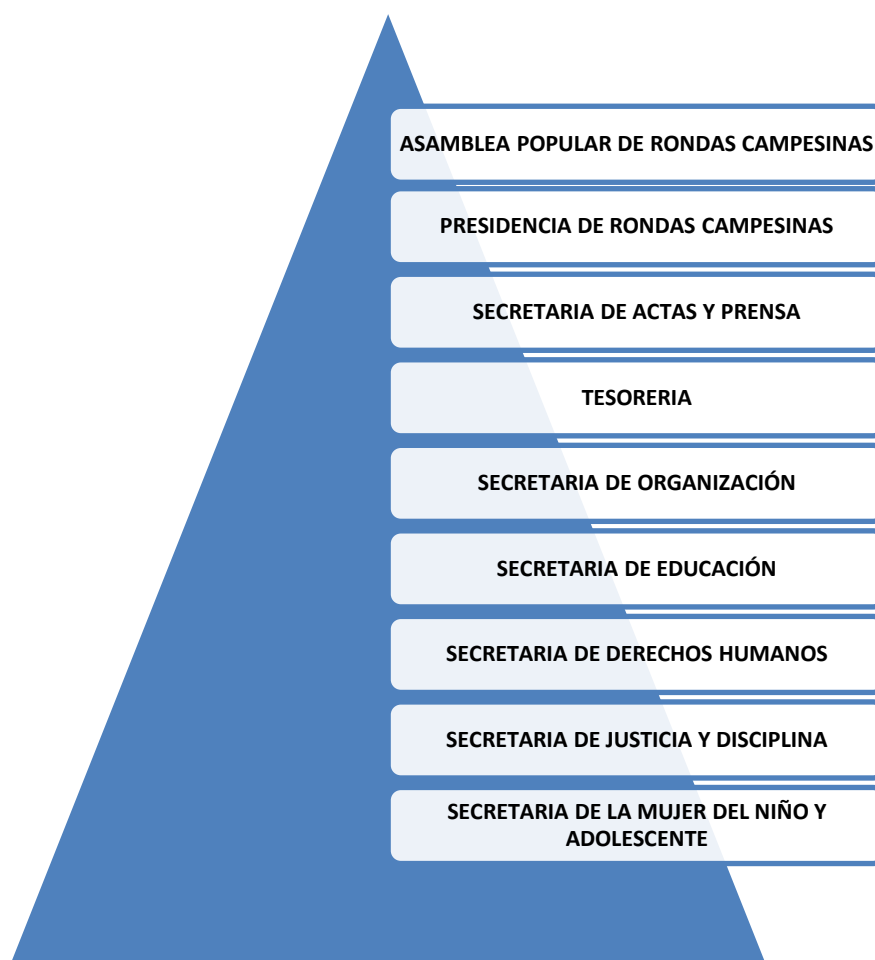 ASAMBLEA POPULAR DE RONDAS CAMPESINAS
PRESIDENCIA DE RONDAS CAMPESINAS
SECRETARIA DE ACTAS Y PRENSA
TESORERIA
SECRETARIA DE ORGANIZACIÓN
SECRETARIA DE EDUCACIÓN
SECRETARIA DE DERECHOS HUMANOS
SECRETARIA DE JUSTICIA Y DISCIPLINA
SECRETARIA DE LA MUJER DEL NIÑO Y
ADOLESCENTE